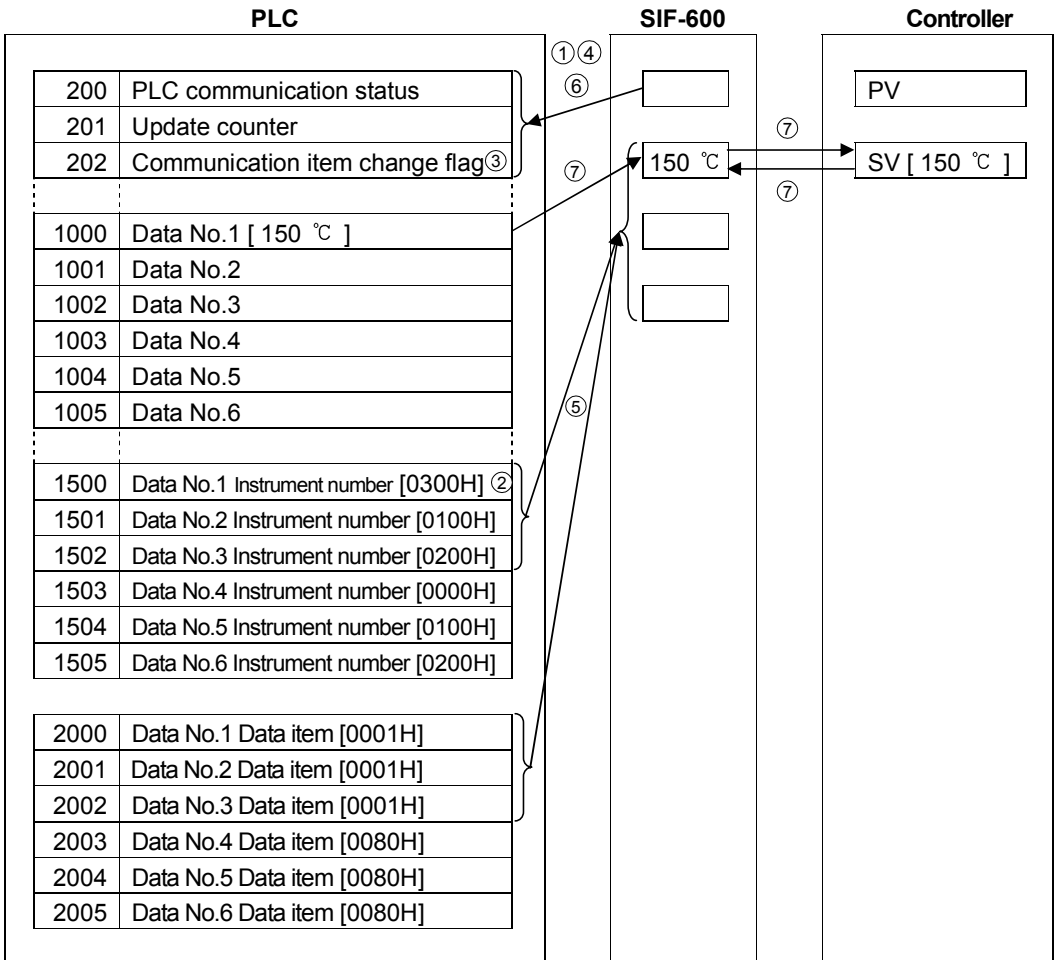 PLC SIF-600 Controller
①④
200 PLC communication status ⑥ PV
201 Update counter
⑦
202 Communication item change flag③ ⑦ 150 ℃ SV [ 150 ℃ ]
⑦
1000 Data No.1 [ 150 ℃ ]
1001 Data No.2
1002 Data No.3
1003 Data No.4
1004 Data No.5
1005 Data No.6
⑤
1500 Data No.1 Instrument number [0300H] ②
1501 Data No.2 Instrument number [0100H]
1502 Data No.3 Instrument number [0200H]
1503 Data No.4 Instrument number [0000H]
1504 Data No.5 Instrument number [0100H]
1505 Data No.6 Instrument number [0200H]
2000 Data No.1 Data item [0001H]
2001 Data No.2 Data item [0001H]
2002 Data No.3 Data item [0001H]
2003 Data No.4 Data item [0080H]
2004 Data No.5 Data item [0080H]
2005 Data No.6 Data item [0080H]